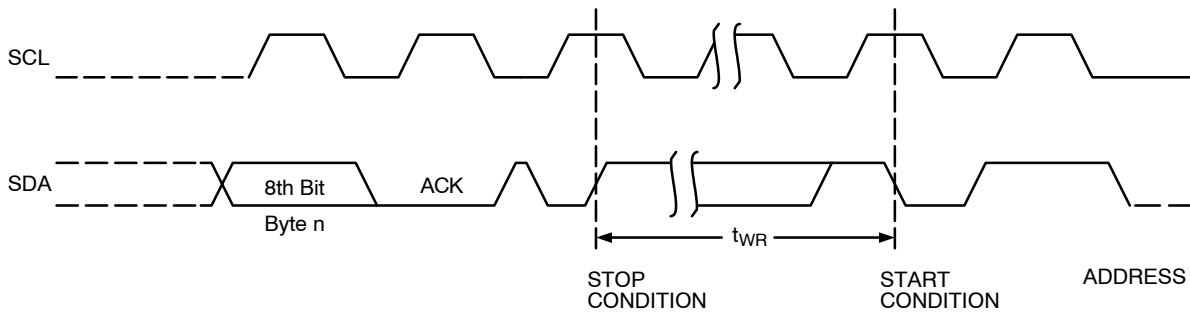 SCL
SDA
8th Bit
ACK
Byte n
tWR
STOP
CONDITION
START
CONDITION
ADDRESS